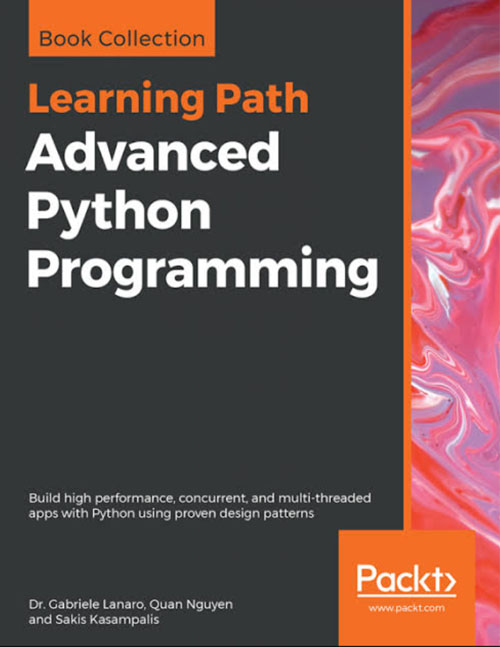 Book Collection
Learning Path
Advanced
Python
Programming
Build high performance, concurrent, and multi-threaded
apps with Python using proven design patterns
Dr. Gabriele Lanaro, Quan Nguyen
and Sakis Kasampalis
Packt>
www.packt.com